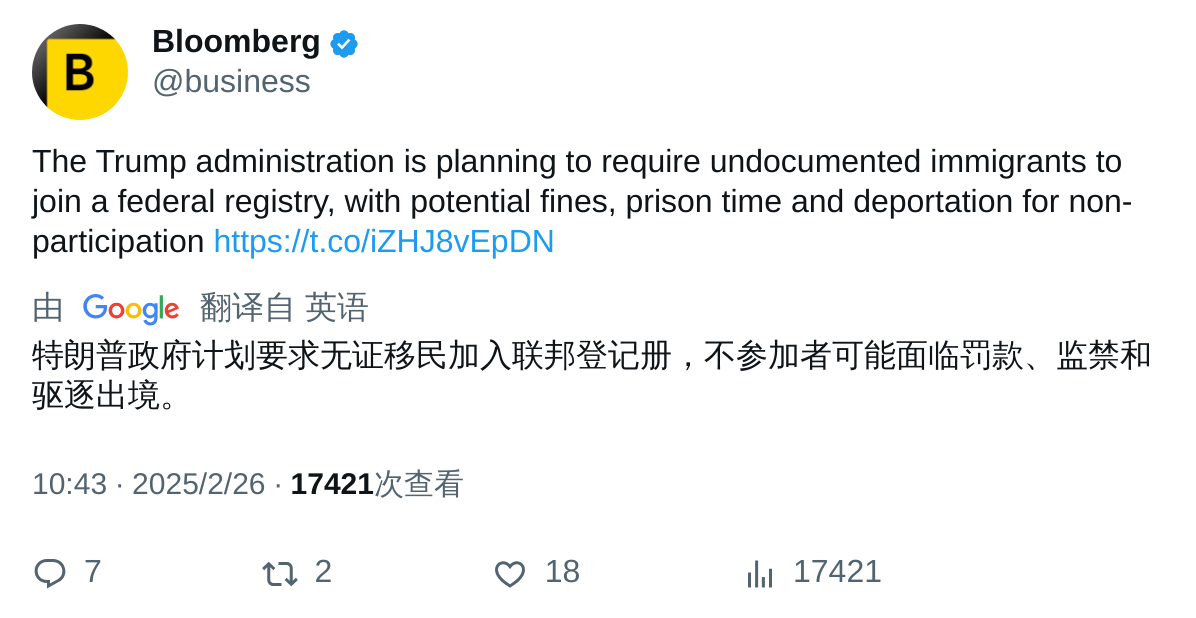 B
Bloomberg
@business
The Trump administration is planning to require undocumented immigrants to
join a federal registry, with potential fines, prison time and deportation for non-
participation https://t.co/iZHJ8vEpDN
由 Google 翻译自 英语
特朗普政府计划要求无证移民加入联邦登记册，不参加者可能面临罚款、监禁和
驱逐出境。
10:43 · 2025/2/26 · 17421次查看
7 2 18 17421